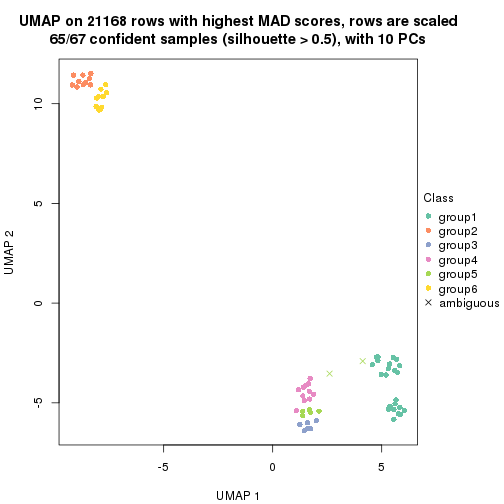 UMAP on 21168 rows with highest MAD scores, rows are scaled
65/67 confident samples (silhouette > 0.5), with 10 PCs
10
5
0
-5
UMAP 2
-5
0
5
UMAP 1
Class
group1
group2
group3
group4
group5
group6
ambiguous